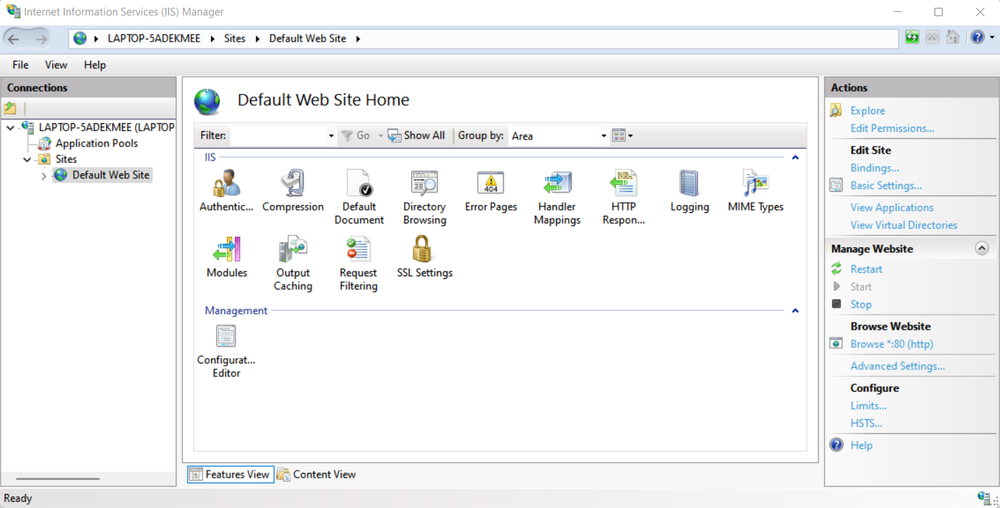 Internet Information Services (IIS) Manager
LAPTOP-5ADEKMEE Sites Default Web Site
File View Help
Connections
LAPTOP-5ADEKMEE (LAPTOP
Application Pools
Sites
Default Web Site
Default Web Site Home
Filter: Go Show All Group by: Area
IIS
Authentic...
Compression
Default
Document
Directory
Browsing
Error Pages
404
Handler
Mappings
HTTP
Respon...
Logging
MIME Types
Modules
Output
Caching
Request
Filtering
SSL Settings
Management
Configurat...
Editor
Features View Content View
Actions
Explore
Edit Permissions...
Edit Site
Bindings...
Basic Settings...
View Applications
View Virtual Directories
Manage Website
Restart
Start
Stop
Browse Website
Browse *:80 (http)
Advanced Settings...
Configure
Limits...
HSTS...
Help
Ready